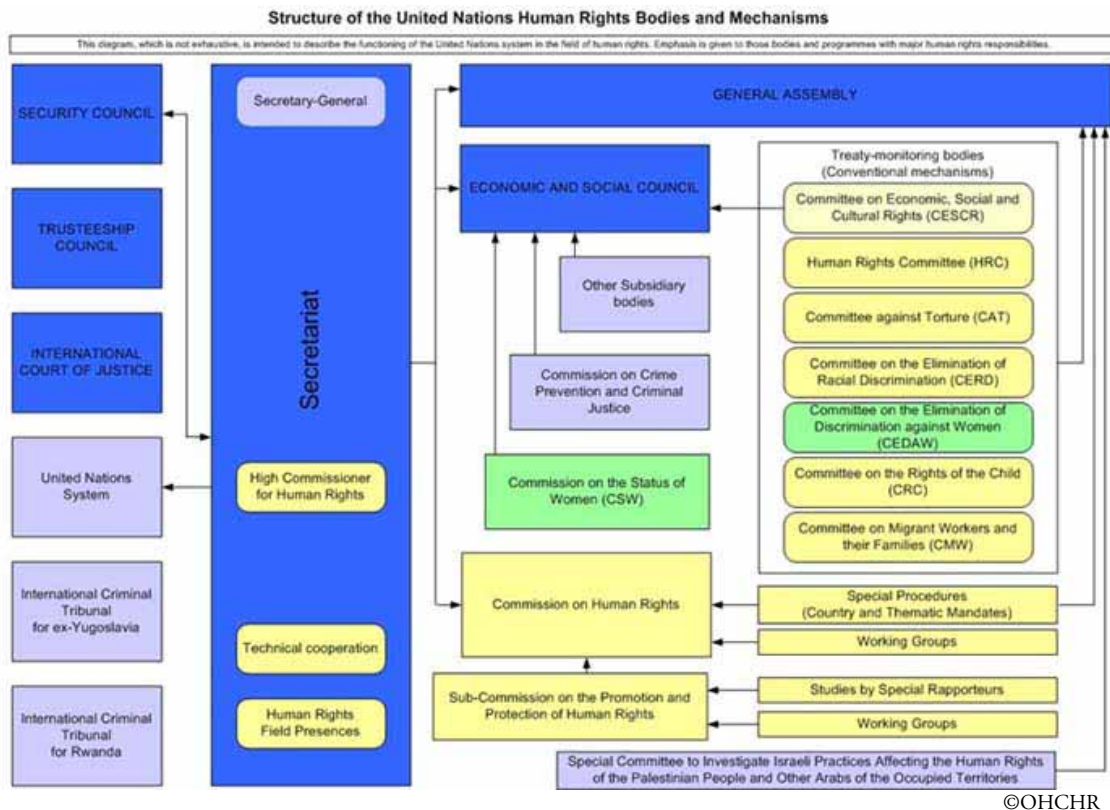 Structure of the United Nations Human Rights Bodies and Mechanisms
This diagram, which is not exhaustive, is intended to describe the functioning of the United Nations system in the field of human rights. Emphasis is given to those bodies and programmes with major human rights responsibilities.
SECURITY COUNCIL
TRUSTEESHIP
COUNCIL
INTERNATIONAL
COURT OF JUSTICE
United Nations
System
International Criminal
Tribunal
for ex-Yugoslavia
International Criminal
Tribunal
for Rwanda
Secretary-General
Secretariat
High Commissioner
for Human Rights
Technical cooperation
Human Rights
Field Presences
GENERAL ASSEMBLY
ECONOMIC AND SOCIAL COUNCIL
Other Subsidiary
bodies
Commission on Crime
Prevention and Criminal
Justice
Commission on the Status of
Women (CSW)
Commission on Human Rights
Sub-Commission on the Promotion and
Protection of Human Rights
Treaty-monitoring bodies
(Conventional mechanisms)
Committee on Economic, Social and
Cultural Rights (CESCR)
Human Rights Committee (HRC)
Committee against Torture (CAT)
Committee on the Elimination of
Racial Discrimination (CERD)
Committee on the Elimination of
Discrimination against Women
(CEDAW)
Committee on the Rights of the Child
(CRC)
Committee on Migrant Workers and
their Families (CMW)
Special Procedures
(Country and Thematic Mandates)
Working Groups
Studies by Special Rapporteurs
Working Groups
Special Committee to Investigate Israeli Practices Affecting the Human Rights
of the Palestinian People and Other Arabs of the Occupied Territories
©OHCHR